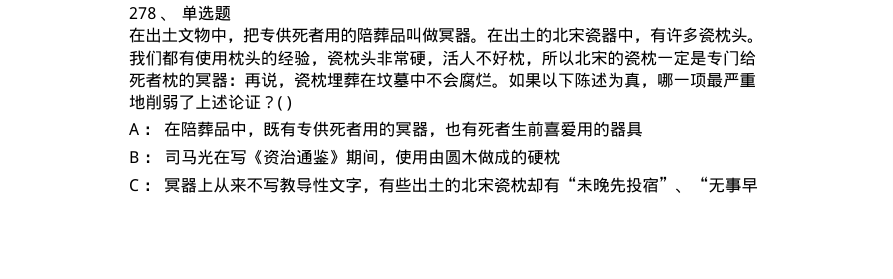 278 、 单选题
在出土文物中，把专供死者用的陪葬品叫做冥器。在出土的北宋瓷器中，有许多瓷枕头。
我们都有使用枕头的经验，瓷枕头非常硬，活人不好枕，所以北宋的瓷枕一定是专门给
死者枕的冥器：再说，瓷枕埋葬在坟墓中不会腐烂。如果以下陈述为真，哪一项最严重
地削弱了上述论证？( )
A ： 在陪葬品中，既有专供死者用的冥器，也有死者生前喜爱用的器具
B ： 司马光在写《资治通鉴》期间，使用由圆木做成的硬枕
C ： 冥器上从来不写教导性文字，有些出土的北宋瓷枕却有“未晚先投宿”、“无事早